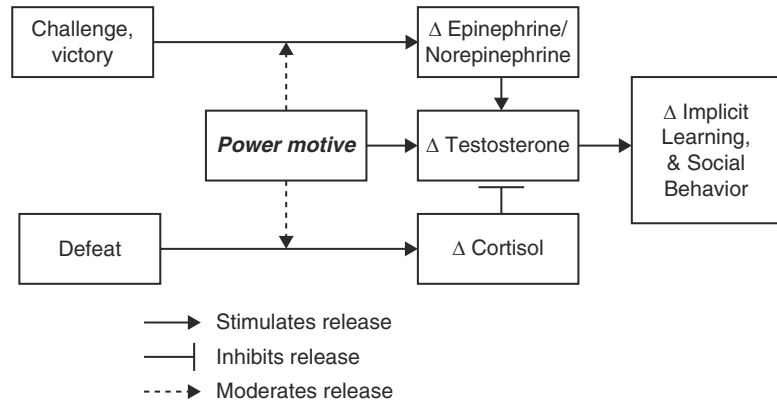 Challenge,
victory
Δ Epinephrine/
Norepinephrine
Power motive
Δ Testosterone
Δ Implicit
Learning,
& Social
Behavior
Defeat
Δ Cortisol
Stimulates release
Inhibits release
Moderates release